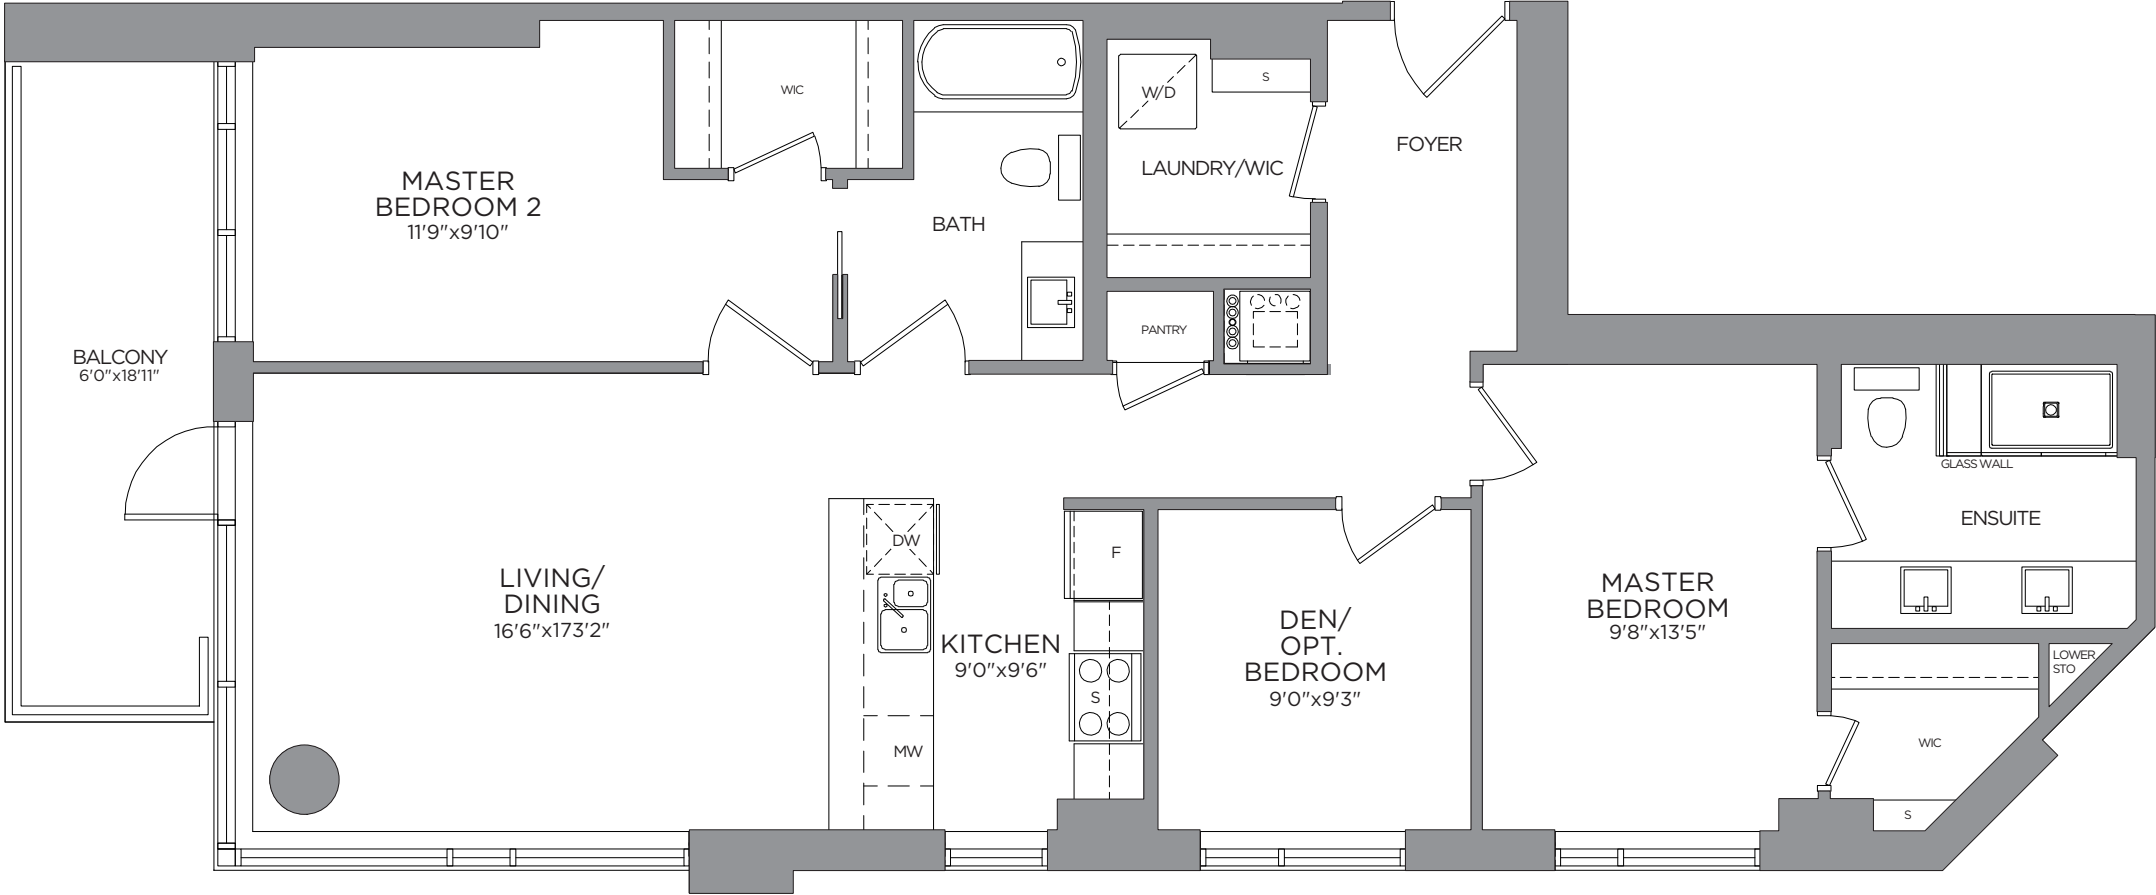 WIC
S
W/D
FOYER
LAUNDRY/WIC
MASTER
BEDROOM 2
11'9"x9'10"
BATH
PANTRY
BALCONY
6'0"x18'11"
GLASS WALL
ENSUITE
DW
F
LIVING/
DINING
16'6"x173'2"
KITCHEN
9'0"x9'6"
S
MW
DEN/
OPT.
BEDROOM
9'0"x9'3"
MASTER
BEDROOM
9'8"x13'5"
LOWER
STO
WIC
S